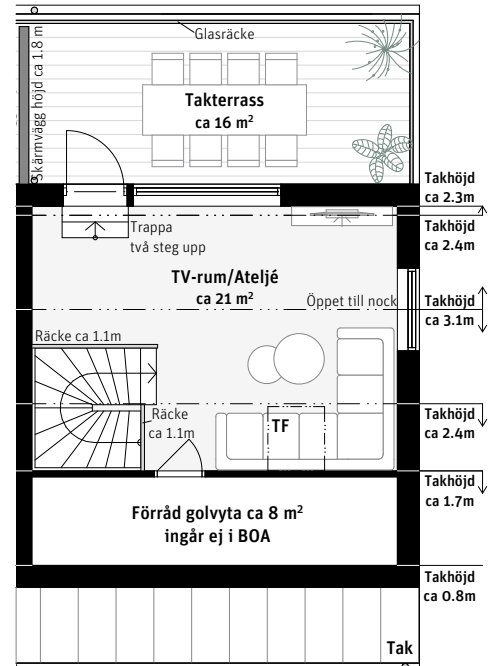 Glasräcke
Skärmvägg höjd ca 1.8 m
Takterrass
ca 16 m²
Takhöjd
ca 2.3m
Trappa
två steg upp
Takhöjd
ca 2.4m
TV-rum/Ateljé
ca 21 m²
Öppet till nock
Takhöjd
ca 3.1m
Räcke ca 1.1m
Räcke
ca 1.1m
TF
Takhöjd
ca 2.4m
Takhöjd
ca 1.7m
Förråd golvyta ca 8 m²
ingår ej i BOA
Takhöjd
ca 0.8m
Tak